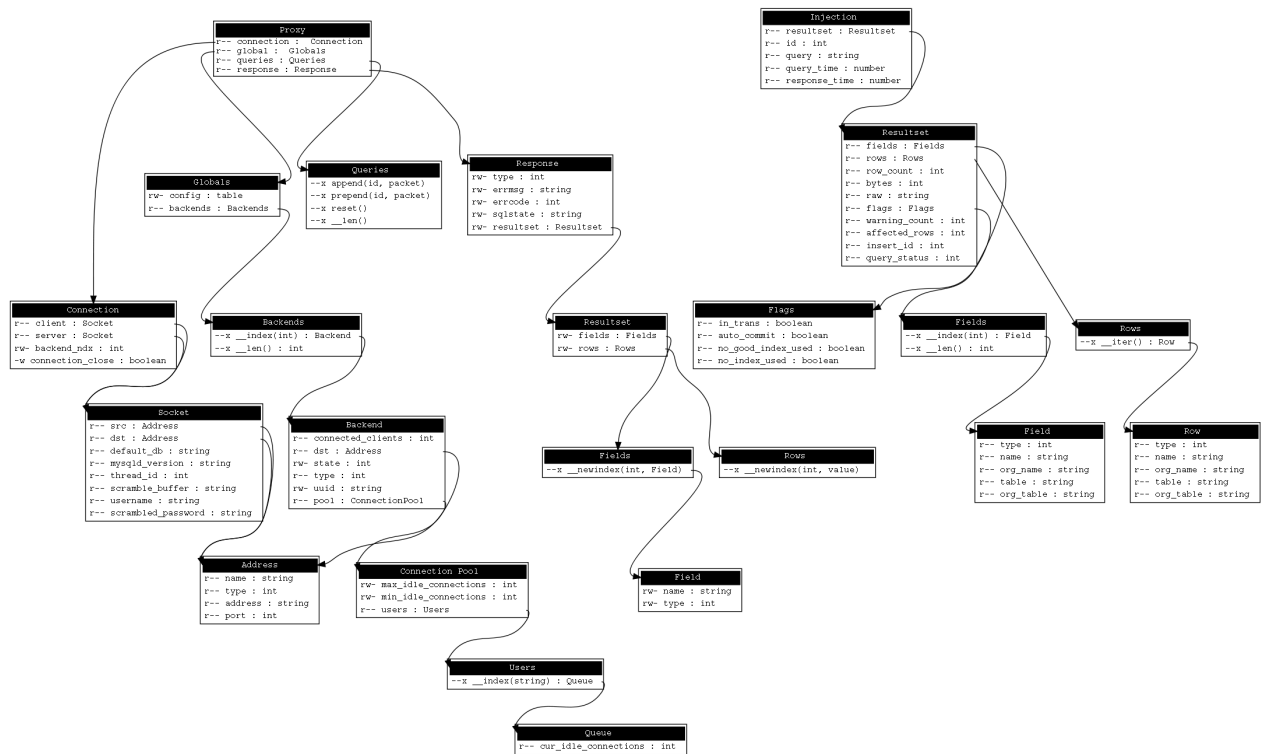 Proxy
r-- connection : Connection
r-- global : Globals
r-- queries : Queries
r-- response : Response
Injection
r-- resultset : Resultset
r-- id : int
r-- query : string
r-- query_time : number
r-- response_time : number
Resultset
r-- fields : Fields
r-- rows : Rows
r-- row_count : int
r-- bytes : int
r-- raw : string
r-- flags : Flags
r-- warning_count : int
r-- affected_rows : int
r-- insert_id : int
r-- query_status : int
Globals
rw- config : table
r-- backends : Backends
Queries
--x append(id, packet)
--x prepend(id, packet)
--x reset()
--x __len()
Response
rw- type : int
rw- errmsg : string
rw- errcode : int
rw- sqlstate : string
rw- resultset : Resultset
Connection
r-- client : Socket
r-- server : Socket
rw- backend_ndx : int
-w connection_close : boolean
Backends
--x __index(int) : Backend
--x __len() : int
Resultset
rw- fields : Fields
rw- rows : Rows
Flags
r-- in_trans : boolean
r-- auto_commit : boolean
r-- no_good_index_used : boolean
r-- no_index_used : boolean
Fields
--x __index(int) : Field
--x __len() : int
Rows
--x __iter() : Row
Socket
r-- src : Address
r-- dst : Address
r-- default_db : string
r-- mysqld_version : string
r-- thread_id : int
r-- scramble_buffer : string
r-- username : string
r-- scrambled_password : string
Backend
r-- connected_clients : int
r-- dst : Address
rw- state : int
r-- type : int
rw- uuid : string
r-- pool : ConnectionPool
Fields
--x __newindex(int, Field)
Rows
--x __newindex(int, value)
Field
r-- type : int
r-- name : string
r-- org_name : string
r-- table : string
r-- org_table : string
Row
r-- type : int
r-- name : string
r-- org_name : string
r-- table : string
r-- org_table : string
Address
r-- name : string
r-- type : int
r-- address : string
r-- port : int
Connection Pool
rw- max_idle_connections : int
rw- min_idle_connections : int
r-- users : Users
Field
rw- name : string
rw- type : int
Users
--x __index(string) : Queue
Queue
r-- cur_idle_connections : int